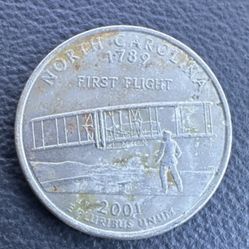 NORTH CAROLINA
1789
FIRST FLIGHT
2001
E PLURIBUS UNUM